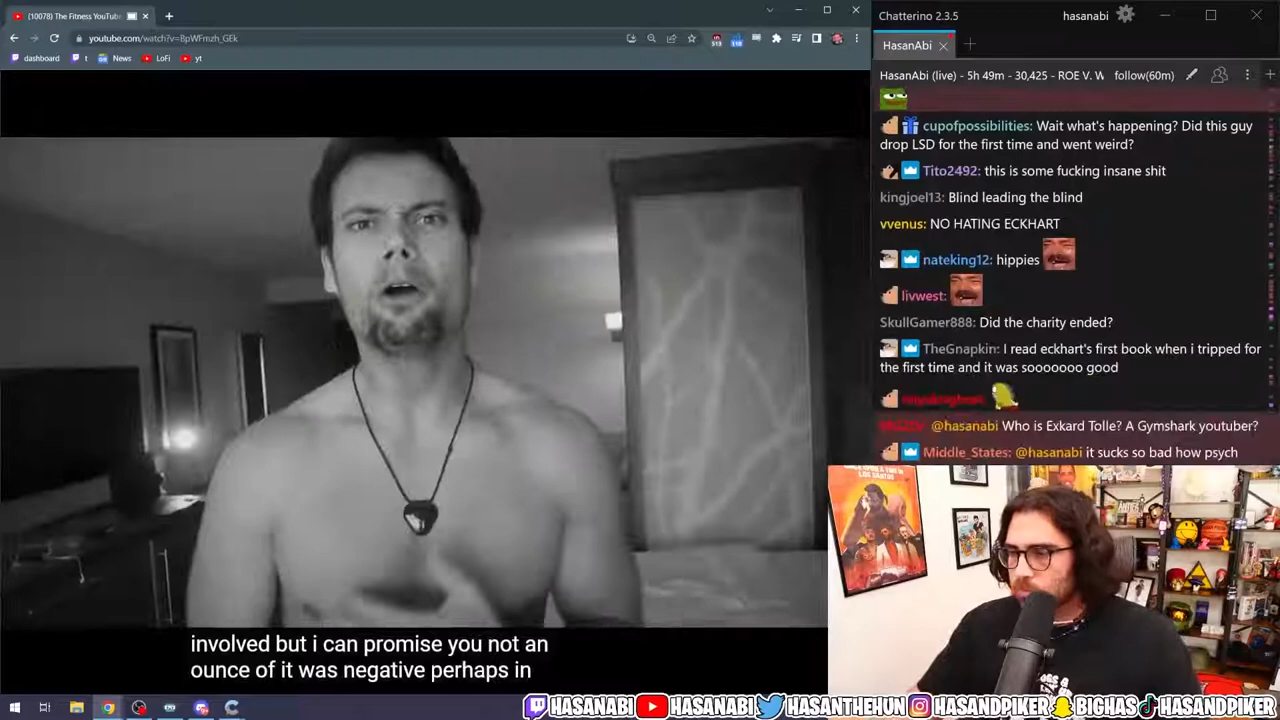 (10078) The Fitness YouTube
youtube.com/watch?v=BpWFmzh_GEk
dashboard
t
News
LoFi
yt
involved but i can promise you not an
ounce of it was negative perhaps in
Chatterino 2.3.5
hasanabi
HasanAbi
HasanAbi (live) - 5h 49m - 30,425 - ROE V. W
follow(60m)
cupofpossibilities: Wait what's happening? Did this guy
drop LSD for the first time and went weird?
Tito2492: this is some fucking insane shit
kingjoel13: Blind leading the blind
vvenus: NO HATING ECKHART
nateking12: hippies
livwest:
SkullGamer888: Did the charity ended?
TheGnapkin: I read eckhart's first book when i tripped for
the first time and it was sooooooo good
@hasanabi Who is Exkard Tolle? A Gymshark youtuber?
Middle_States: @hasanabi it sucks so bad how psych
LOS SANTOS
HASANABI
HASANABI
HASANTHEHUN
HASANDPIKER
BIGHAS
HASANDPIKER